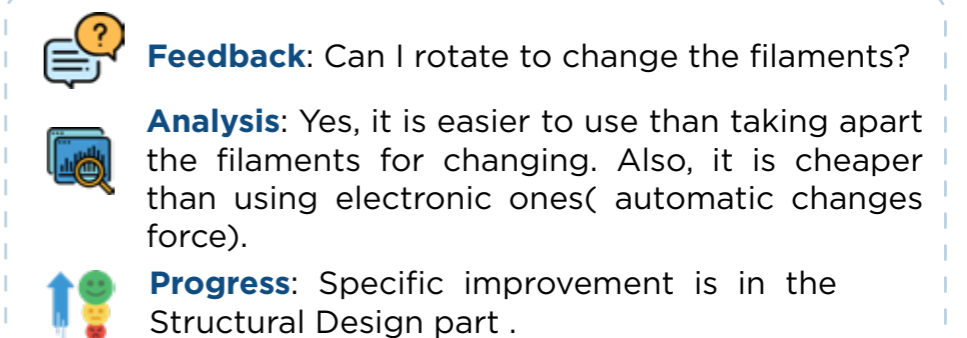 Feedback: Can I rotate to change the filaments?
Analysis: Yes, it is easier to use than taking apart
the filaments for changing. Also, it is cheaper
than using electronic ones( automatic changes
force).
Progress: Specific improvement is in the
Structural Design part .